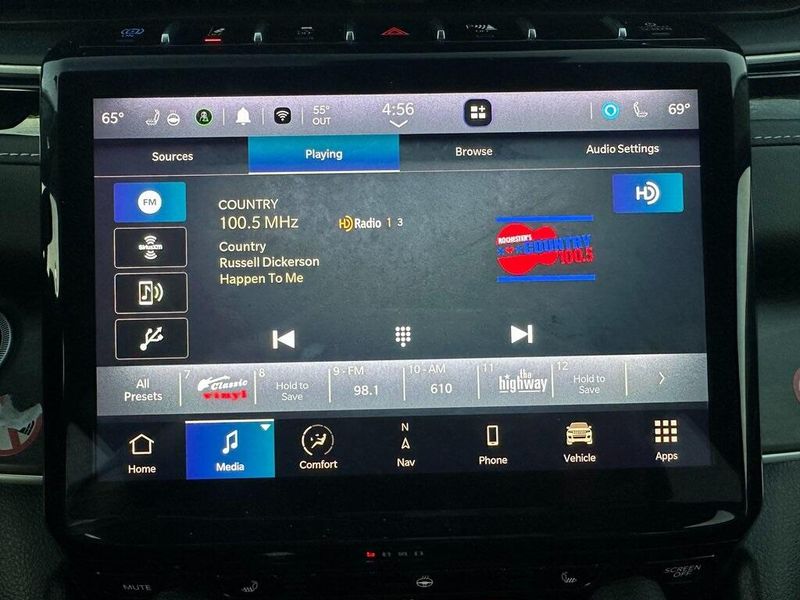 65°
55°
OUT
4:56
69°
Sources
Playing
Browse
Audio Settings
FM
COUNTRY
100.5 MHz
HD Radio 1 3
HD
Country
Russell Dickerson
Happen To Me
ROCHESTER'S
COUNTRY
100.5
SiriusXM
All
Presets
7
Classic
vinyl
8
Hold to
Save
9 - FM
98.1
10 - AM
610
11
the
highway
12
Hold to
Save
Home
Media
Comfort
N
Nav
Phone
Vehicle
Apps
MUTE
SCREEN
OFF